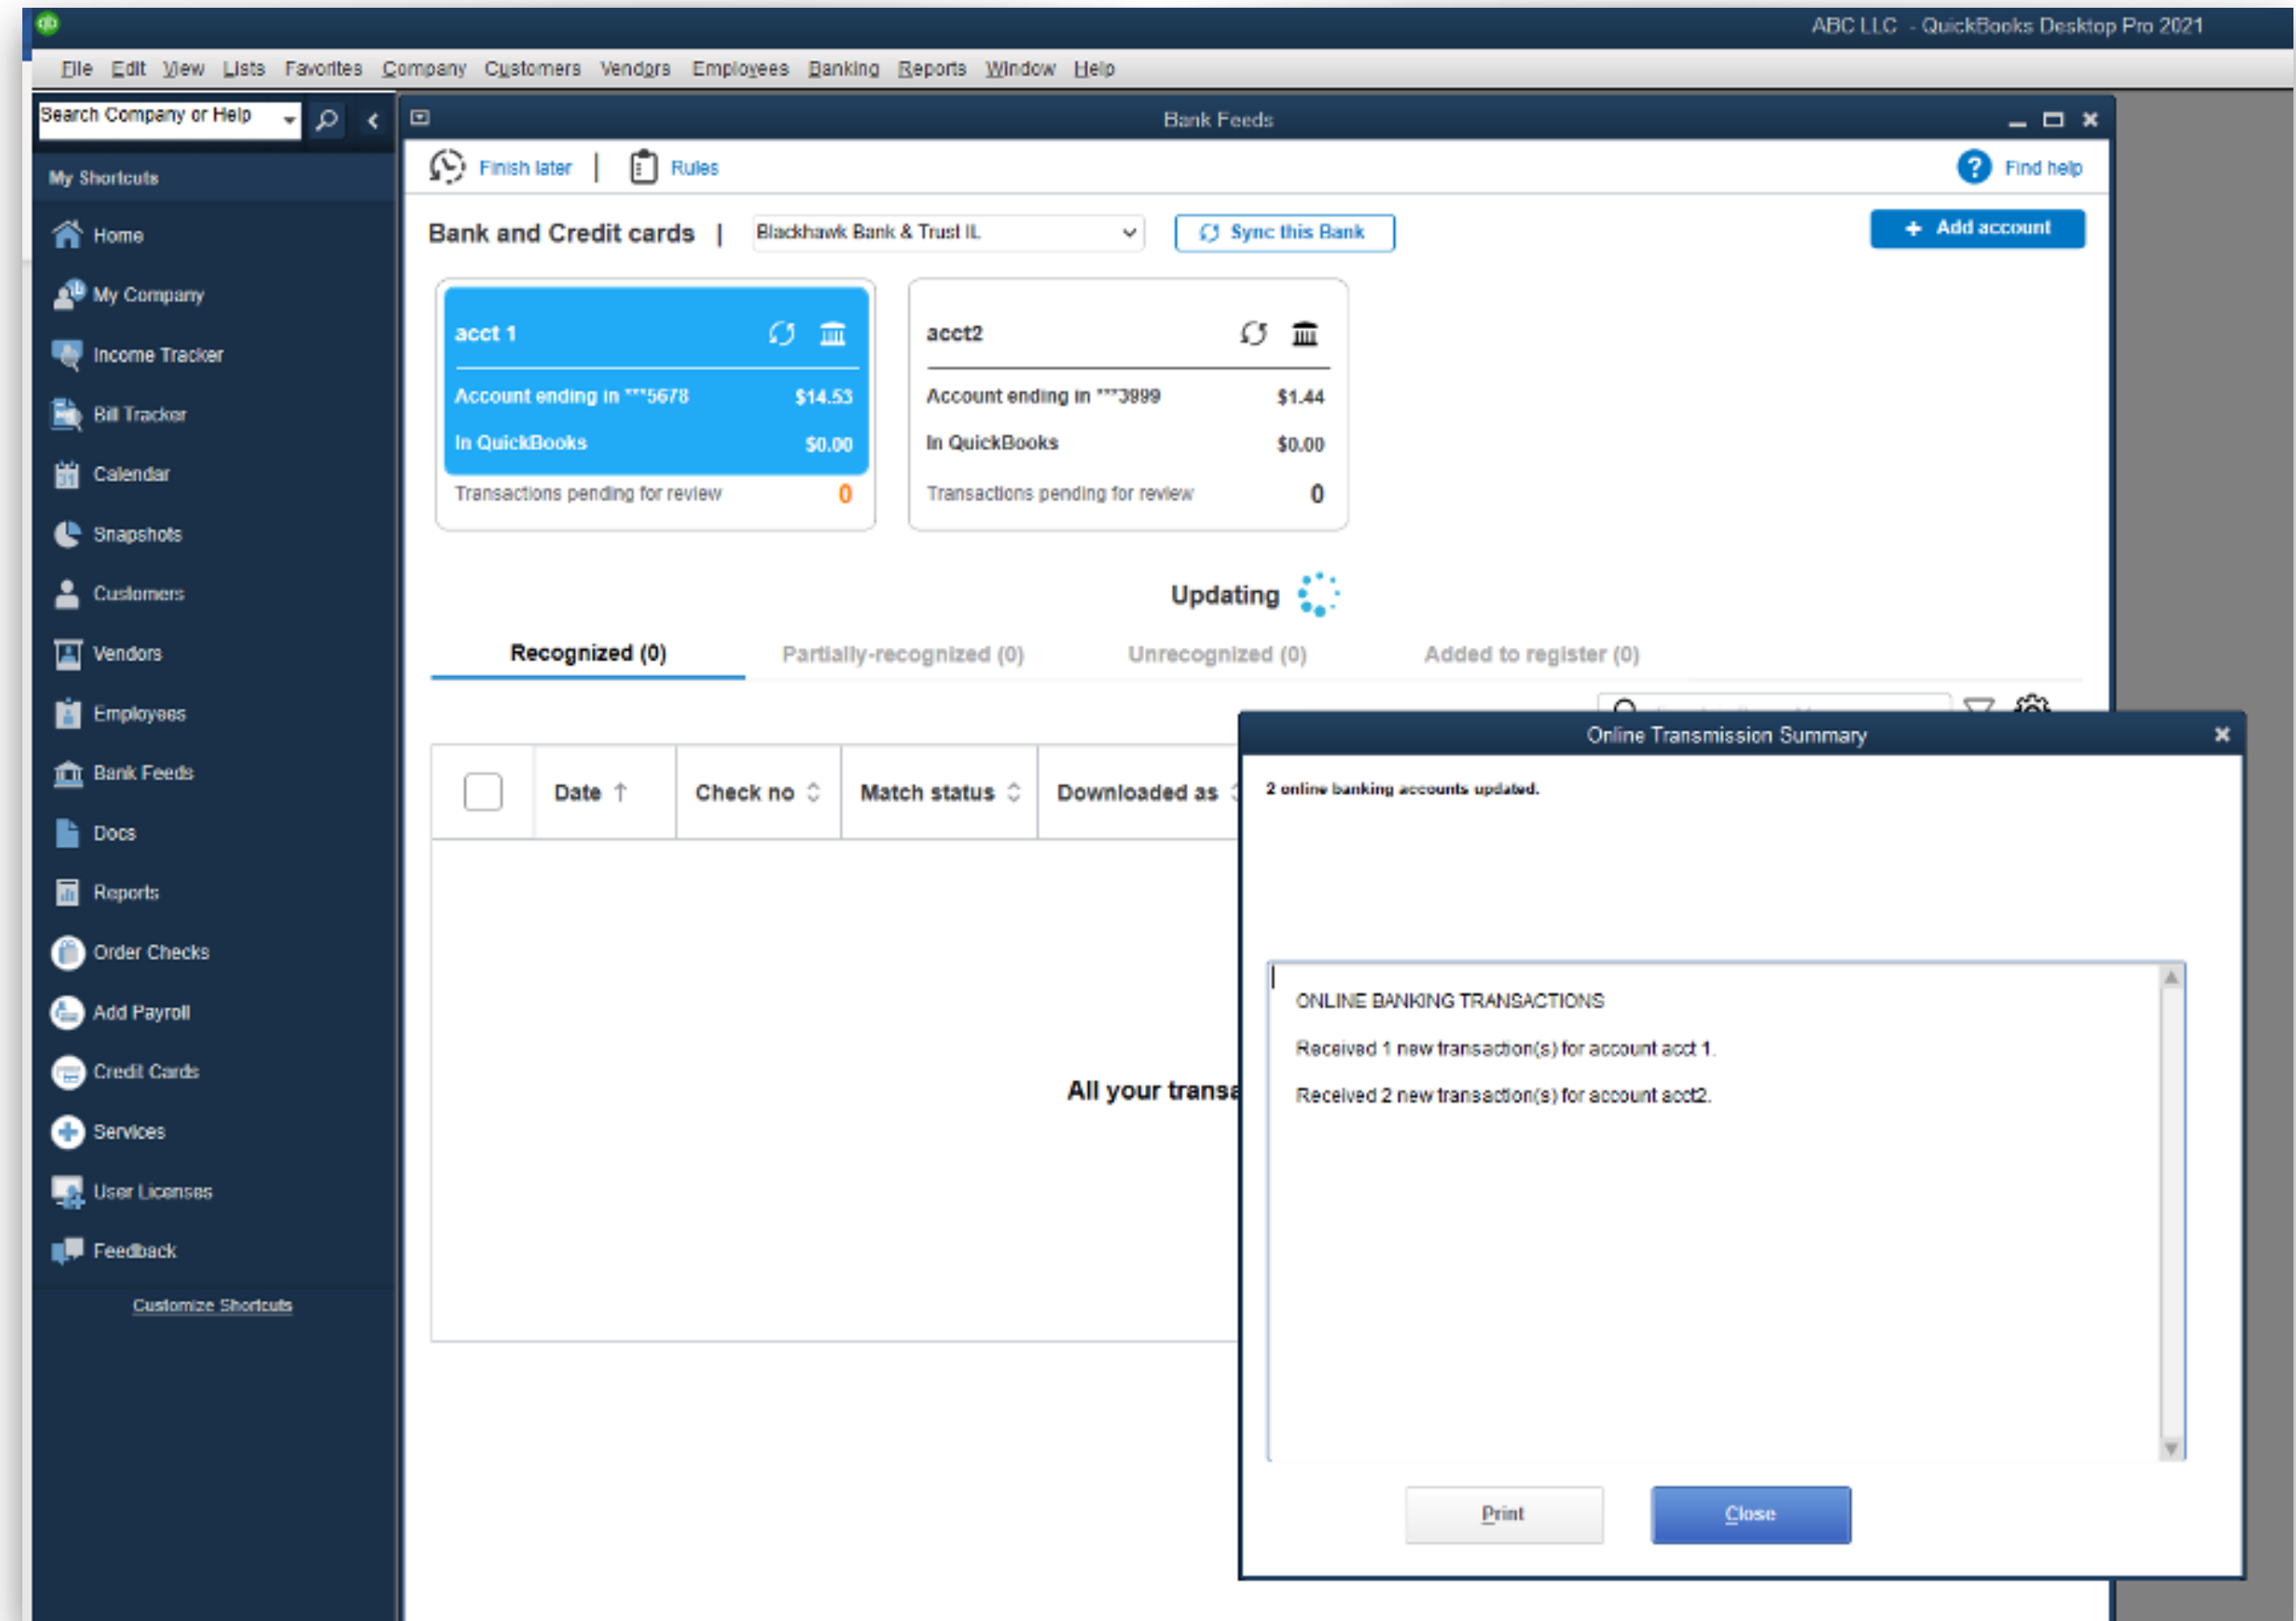 qb
ABC LLC - QuickBooks Desktop Pro 2021
File Edit View Lists Favorites Company Customers Vendors Employees Banking Reports Window Help
Search Company or Help
Bank Feeds
My Shortcuts
Finish later | Rules
? Find help
Home
Bank and Credit cards | Blackhawk Bank & Trust IL Sync this Bank
+ Add account
My Company
acct 1
acct2
Income Tracker
Account ending in ***5678 $14.53
Account ending in ***3999 $1.44
Bill Tracker
In QuickBooks $0.00
In QuickBooks $0.00
Calendar
31
Transactions pending for review 0
Transactions pending for review 0
Snapshots
Customers
Updating
Vendors
Recognized (0) Partially-recognized (0) Unrecognized (0) Added to register (0)
Employees
Online Transmission Summary
Bank Feeds
Date Check no Match status Downloaded as
2 online banking accounts updated.
Docs
Reports
Order Checks
ONLINE BANKING TRANSACTIONS
Add Payroll
Received 1 new transaction(s) for account acct 1.
Credit Cards
All your transa
Received 2 new transaction(s) for account acct2.
Services
User Licenses
Feedback
Customize Shortcuts
Print Close